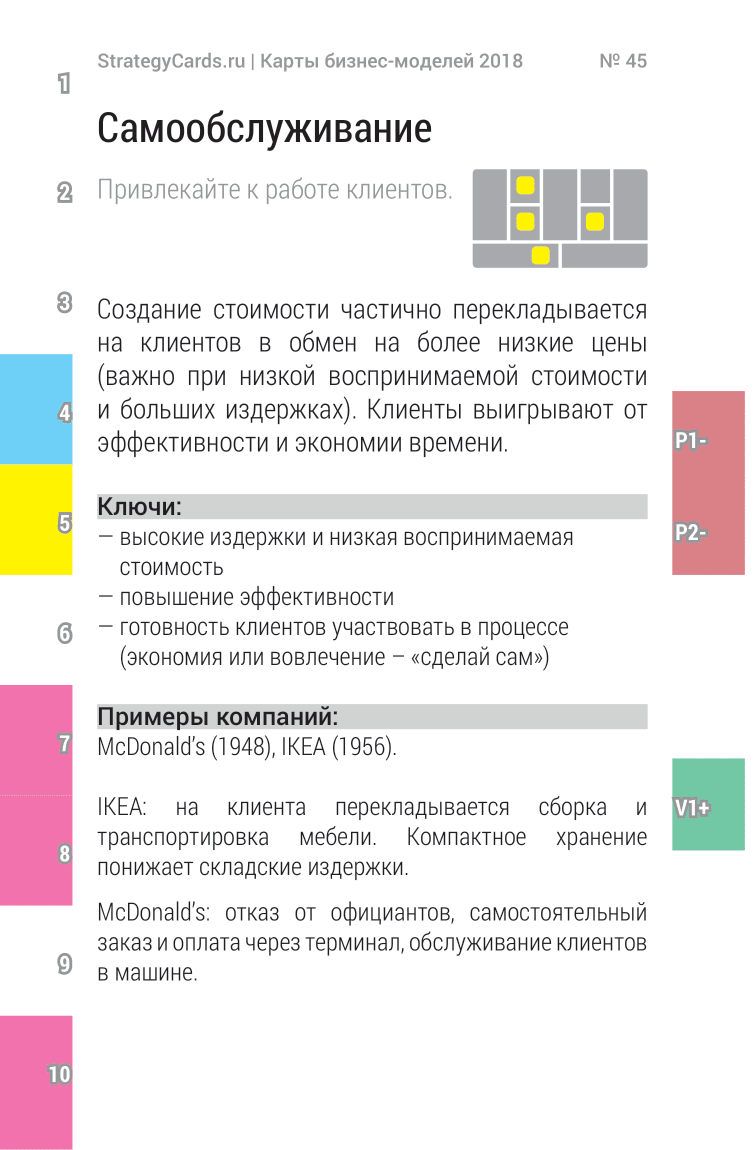 StrategyCards.ru | Карты бизнес-моделей 2018 № 45
1
Самообслуживание
2
Привлекайте к работе клиентов.
3
Создание стоимости частично перекладывается
на клиентов в обмен на более низкие цены
(важно при низкой воспринимаемой стоимости
4
и больших издержках). Клиенты выигрывают от
P1-
эффективности и экономии времени.
Ключи:
5
— высокие издержки и низкая воспринимаемая
P2-
стоимость
— повышение эффективности
6
— готовность клиентов участвовать в процессе
(экономия или вовлечение – «сделай сам»)
Примеры компаний:
7
McDonald’s (1948), IKEA (1956).
IKEA: на клиента перекладывается сборка и
V1+
транспортировка мебели. Компактное хранение
8
понижает складские издержки.
McDonald’s: отказ от официантов, самостоятельный
заказ и оплата через терминал, обслуживание клиентов
9
в машине.
10